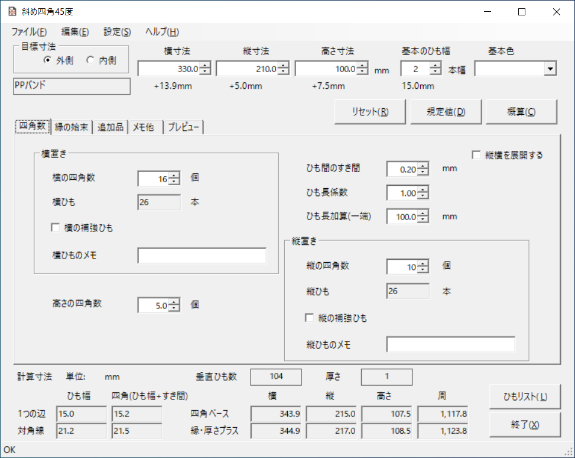 斜め四角45度
ファイル(F) 編集(E) 設定(S) ヘルプ(H)
目標寸法 横寸法 縦寸法 高さ寸法 基本のひも幅 基本色
外側 内側 330.0 210.0 100.0 mm 2 本幅
PPバンド +13.9mm +5.0mm +7.5mm 15.0mm
リセット(R) 規定値(D) 概算(C)
四角数 縁の始末 追加品 メモ他 プレビュー
横置き ひも間のすき間 0.20 mm 縦横を展開する
横の四角数 16 個 ひも長係数 1.00
横ひも 26 本 ひも長加算(一端) 100.0 mm
横の補強ひも
横ひものメモ
縦置き
縦の四角数 10 個
縦ひも 26 本
縦の補強ひも
縦ひものメモ
高さの四角数 5.0 個
計算寸法 単位: mm 垂直ひも数 104 厚さ 1
ひも幅 四角(ひも幅+すき間) 横 縦 高さ 周 ひもリスト(L)
1つの辺 15.0 15.2 四角ベース 343.9 215.0 107.5 1,117.8
対角線 21.2 21.5 縁・厚さプラス 344.9 217.0 108.5 1,123.8 終了(X)
OK